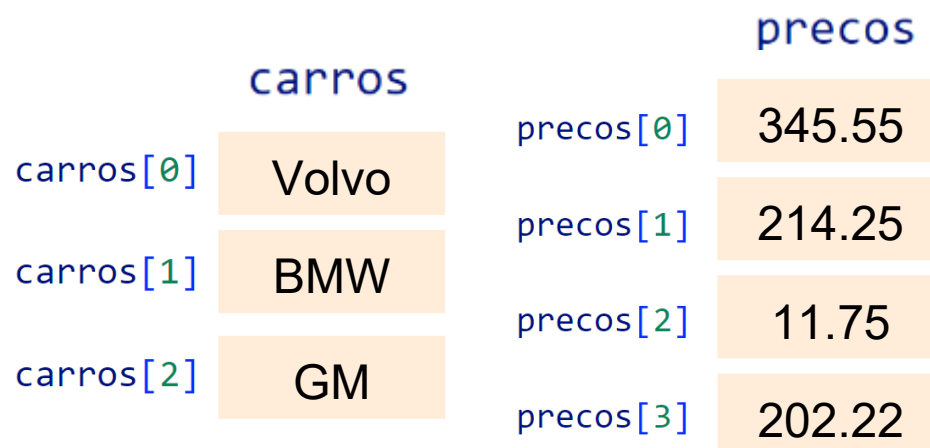 carros
carros[0] Volvo
carros[1] BMW
carros[2] GM
precos
precos[0] 345.55
precos[1] 214.25
precos[2] 11.75
precos[3] 202.22